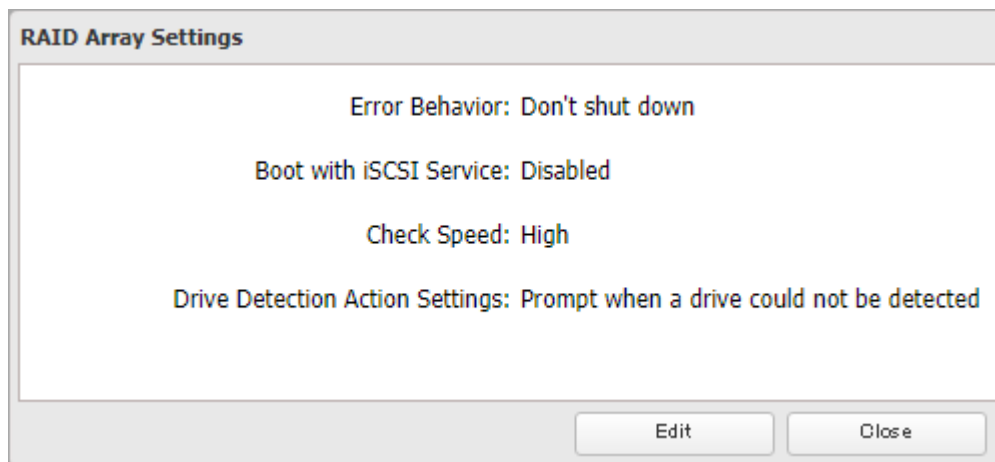 RAID Array Settings
Error Behavior: Don't shut down
Boot with iSCSI Service: Disabled
Check Speed: High
Drive Detection Action Settings: Prompt when a drive could not be detected
Edit Close